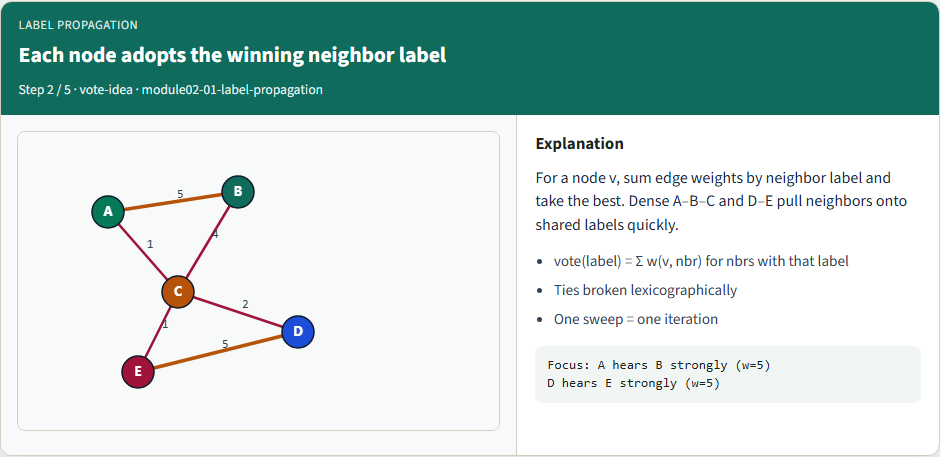 LABEL PROPAGATION
Each node adopts the winning neighbor label
Step 2 / 5 · vote-idea · module02-01-label-propagation
5
B
A
1
4
C
2
1
D
5
E
Explanation
For a node v, sum edge weights by neighbor label and
take the best. Dense A–B–C and D–E pull neighbors onto
shared labels quickly.
• vote(label) = Σ w(v, nbr) for nbrs with that label
• Ties broken lexicographically
• One sweep = one iteration
Focus: A hears B strongly (w=5)
D hears E strongly (w=5)